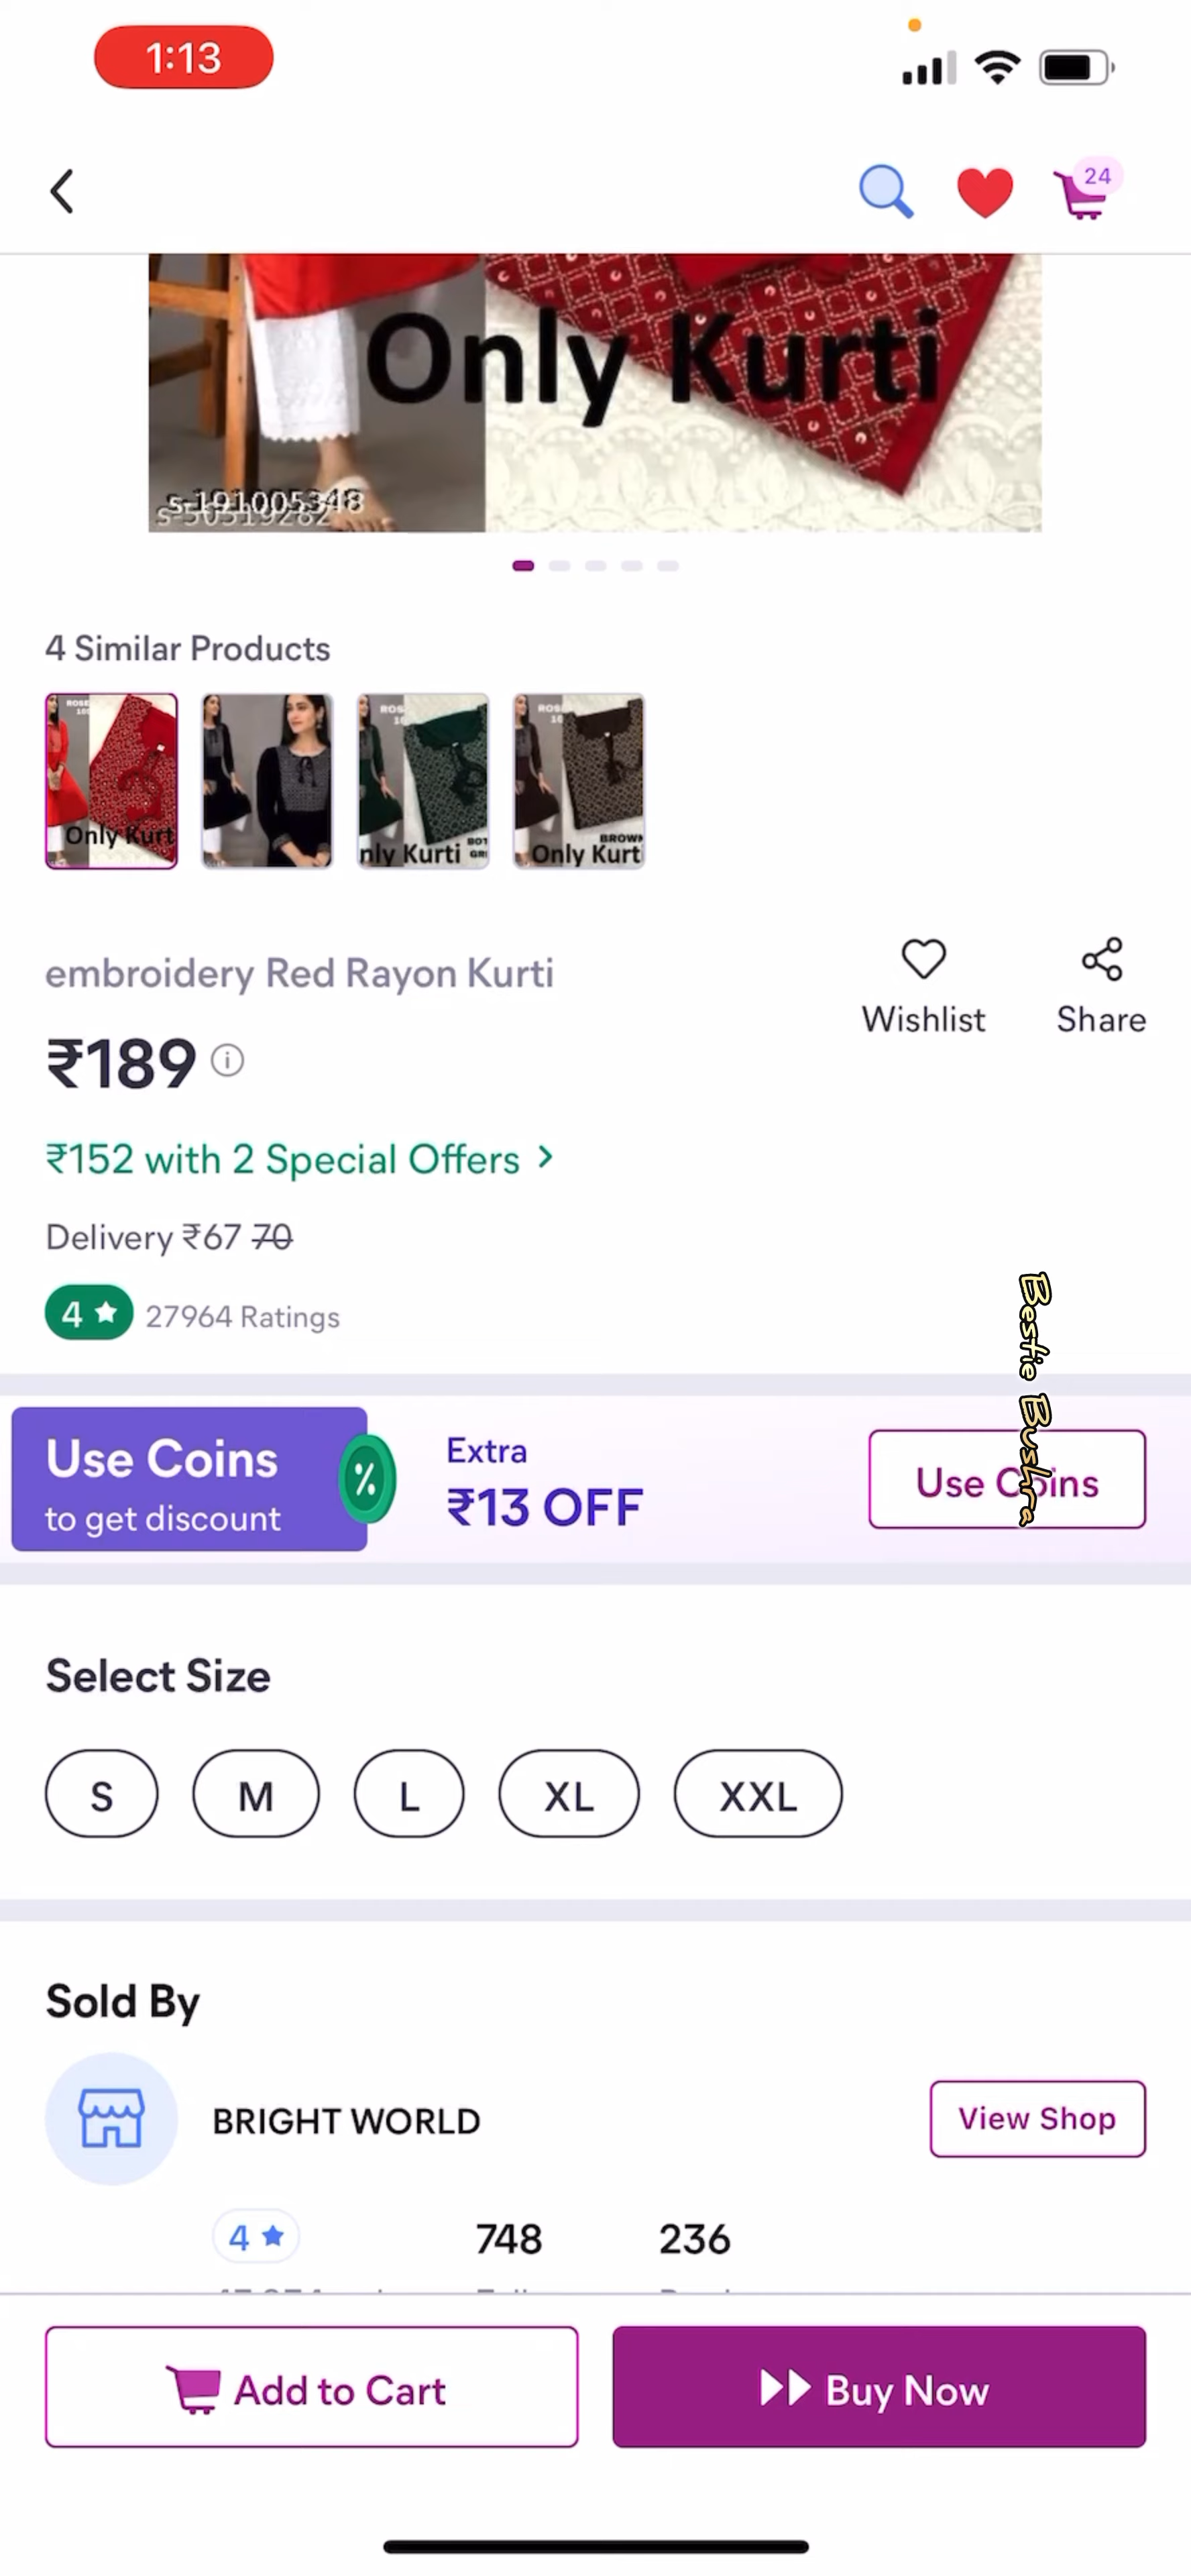 1:13
24
Only Kurti
s-191005348
4 Similar Products
Only Kurt
nly Kurti
Only Kurt
BROWN
embroidery Red Rayon Kurti
Wishlist
Share
₹189
₹152 with 2 Special Offers
Delivery ₹67 70
4 27964 Ratings
Bestie Bushra
Use Coins
to get discount
%
Extra
₹13 OFF
Use Coins
Select Size
S M L XL XXL
Sold By
BRIGHT WORLD
View Shop
4
748
236
Add to Cart
Buy Now